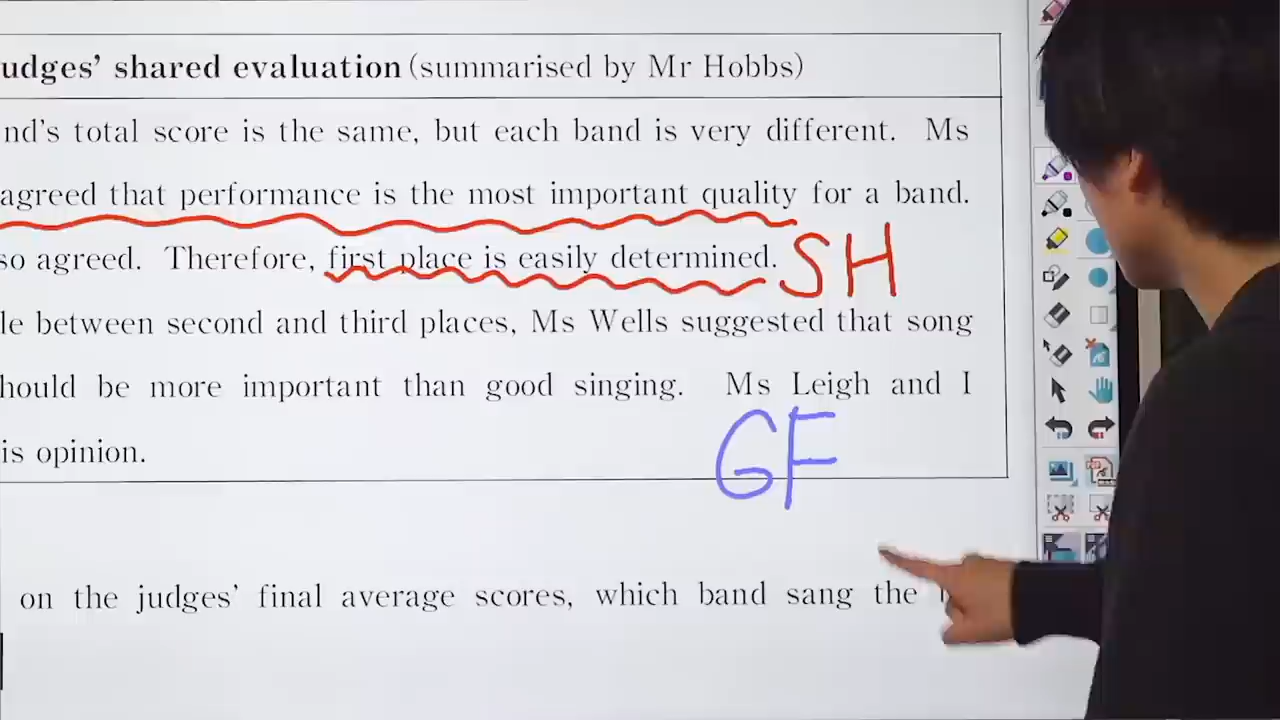 udges' shared evaluation (summarised by Mr Hobbs)
nd's total score is the same, but each band is very different. Ms
agreed that performance is the most important quality for a band.
so agreed. Therefore, first place is easily determined. SH
le between second and third places, Ms Wells suggested that song
hould be more important than good singing. Ms Leigh and I
is opinion.
GF
on the judges' final average scores, which band sang the